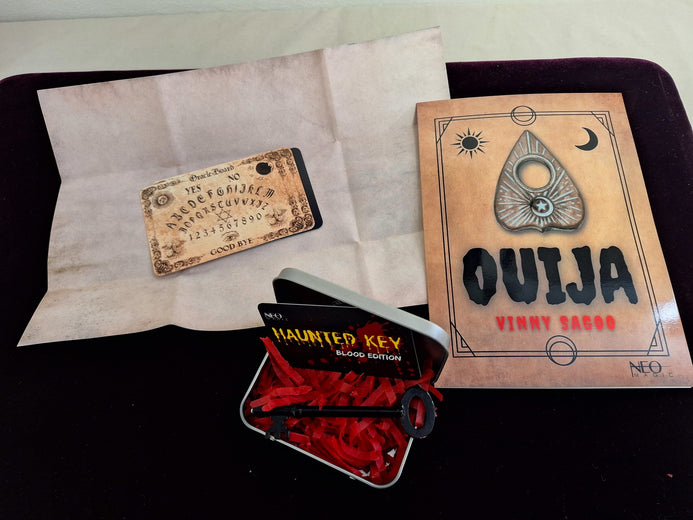 Oracle Board
YES NO
ABCDEFGHIJKLM
NOPQRSTUVWXYZ
1234567890
GOOD BYE
NEO
HAUNTED KEY
BLOOD EDITION
OUIJA
VINNY SAGOO
NEO
MAGIC